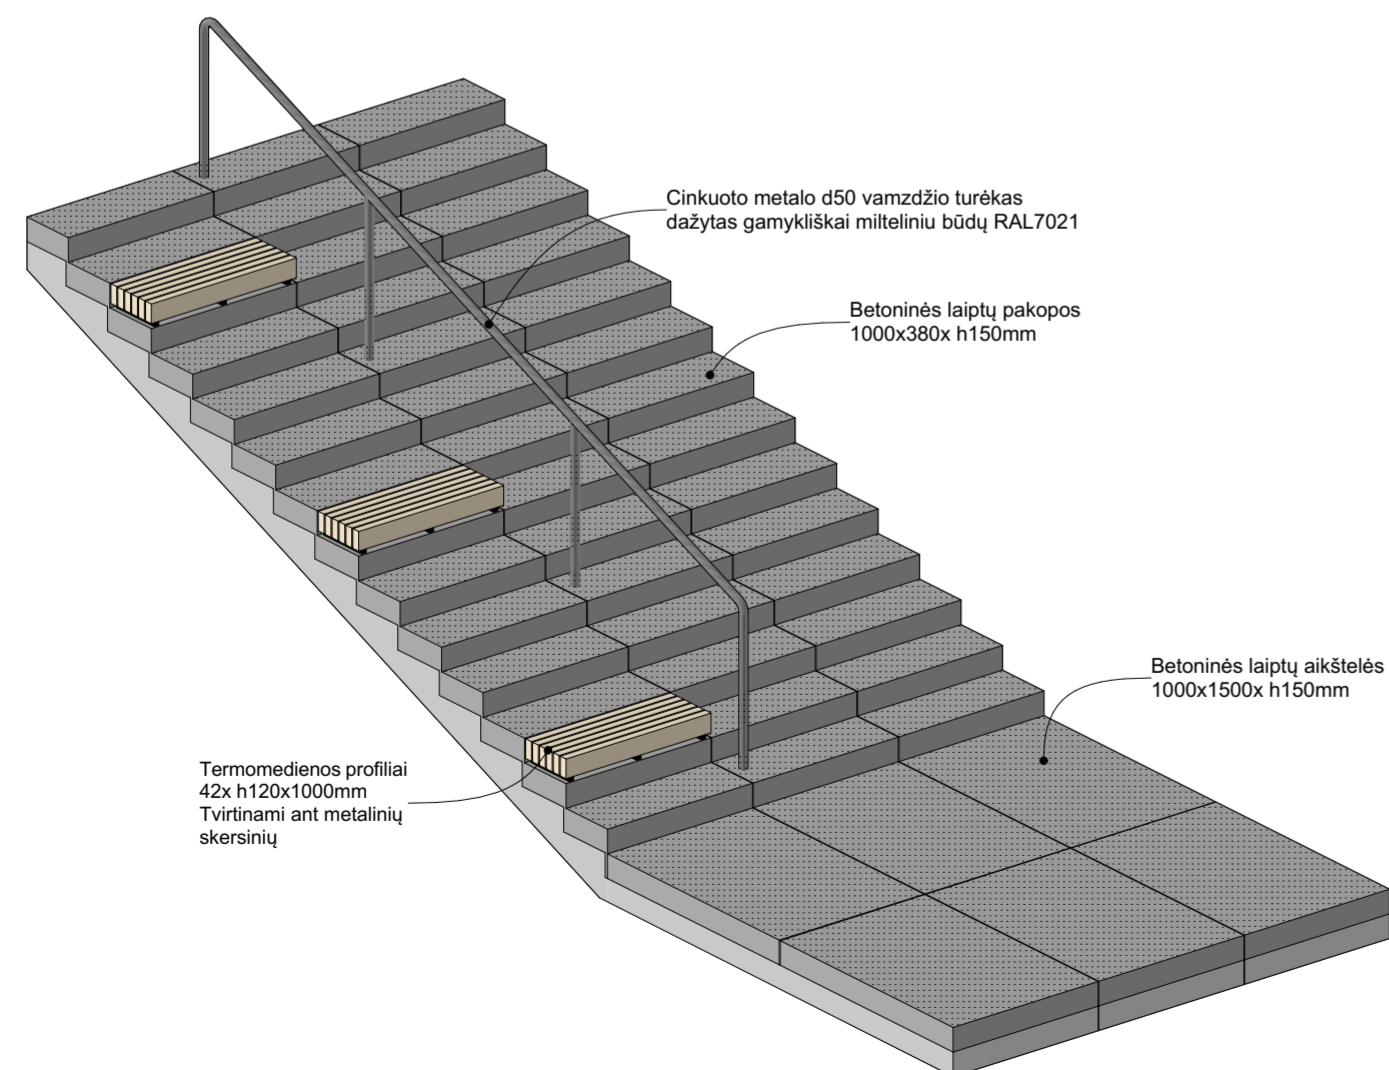 Cinkuoto metalo d50 vamzdžio turėkas
dažytas gamykliškai milteliniu būdų RAL7021
Betoninės laiptų pakopos
1000x380x h150mm
Betoninės laiptų aikštelės
1000x1500x h150mm
Termomedienos profiliai
42x h120x1000mm
Tvirtinami ant metalinių
skersinių